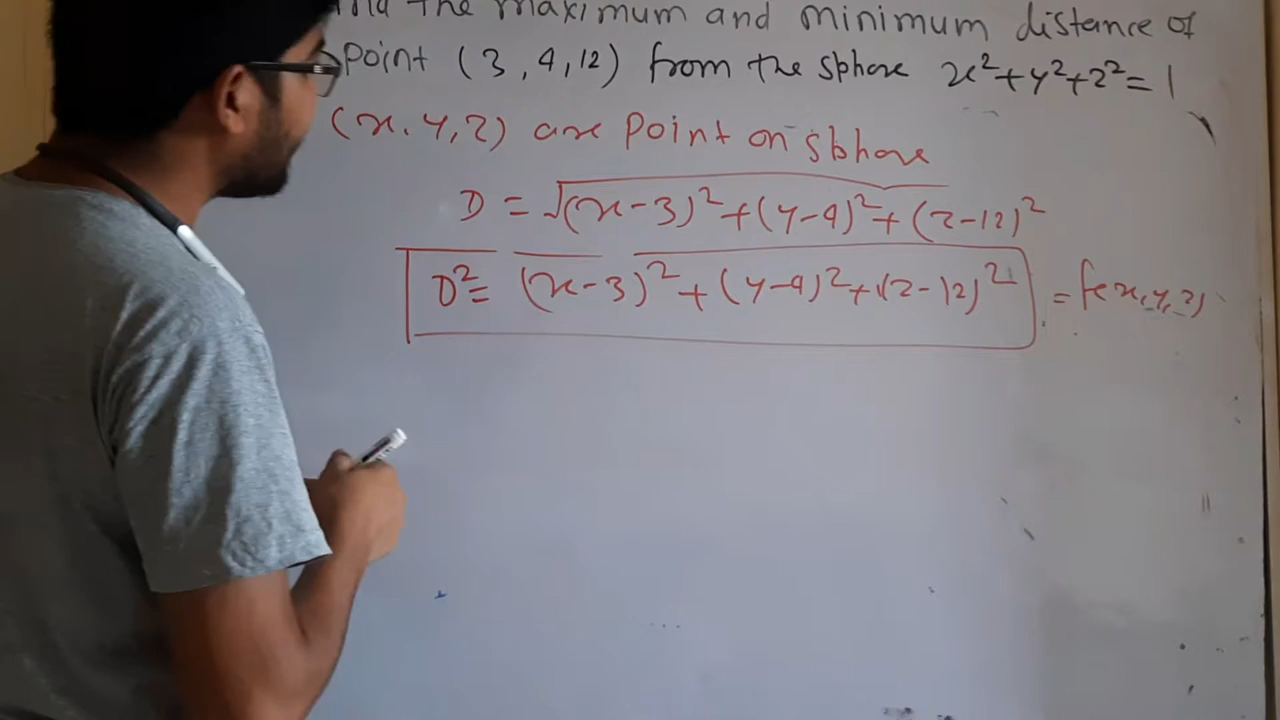 the maximum and minimum distance of
point (3, 4, 12) from the sphere x²+y²+z²=1
(x, y, z) are point on sphere
D = √(x-3)²+(y-4)²+(z-12)²
D²= (x-3)²+(y-4)²+(z-12)² = f(x,y,z)